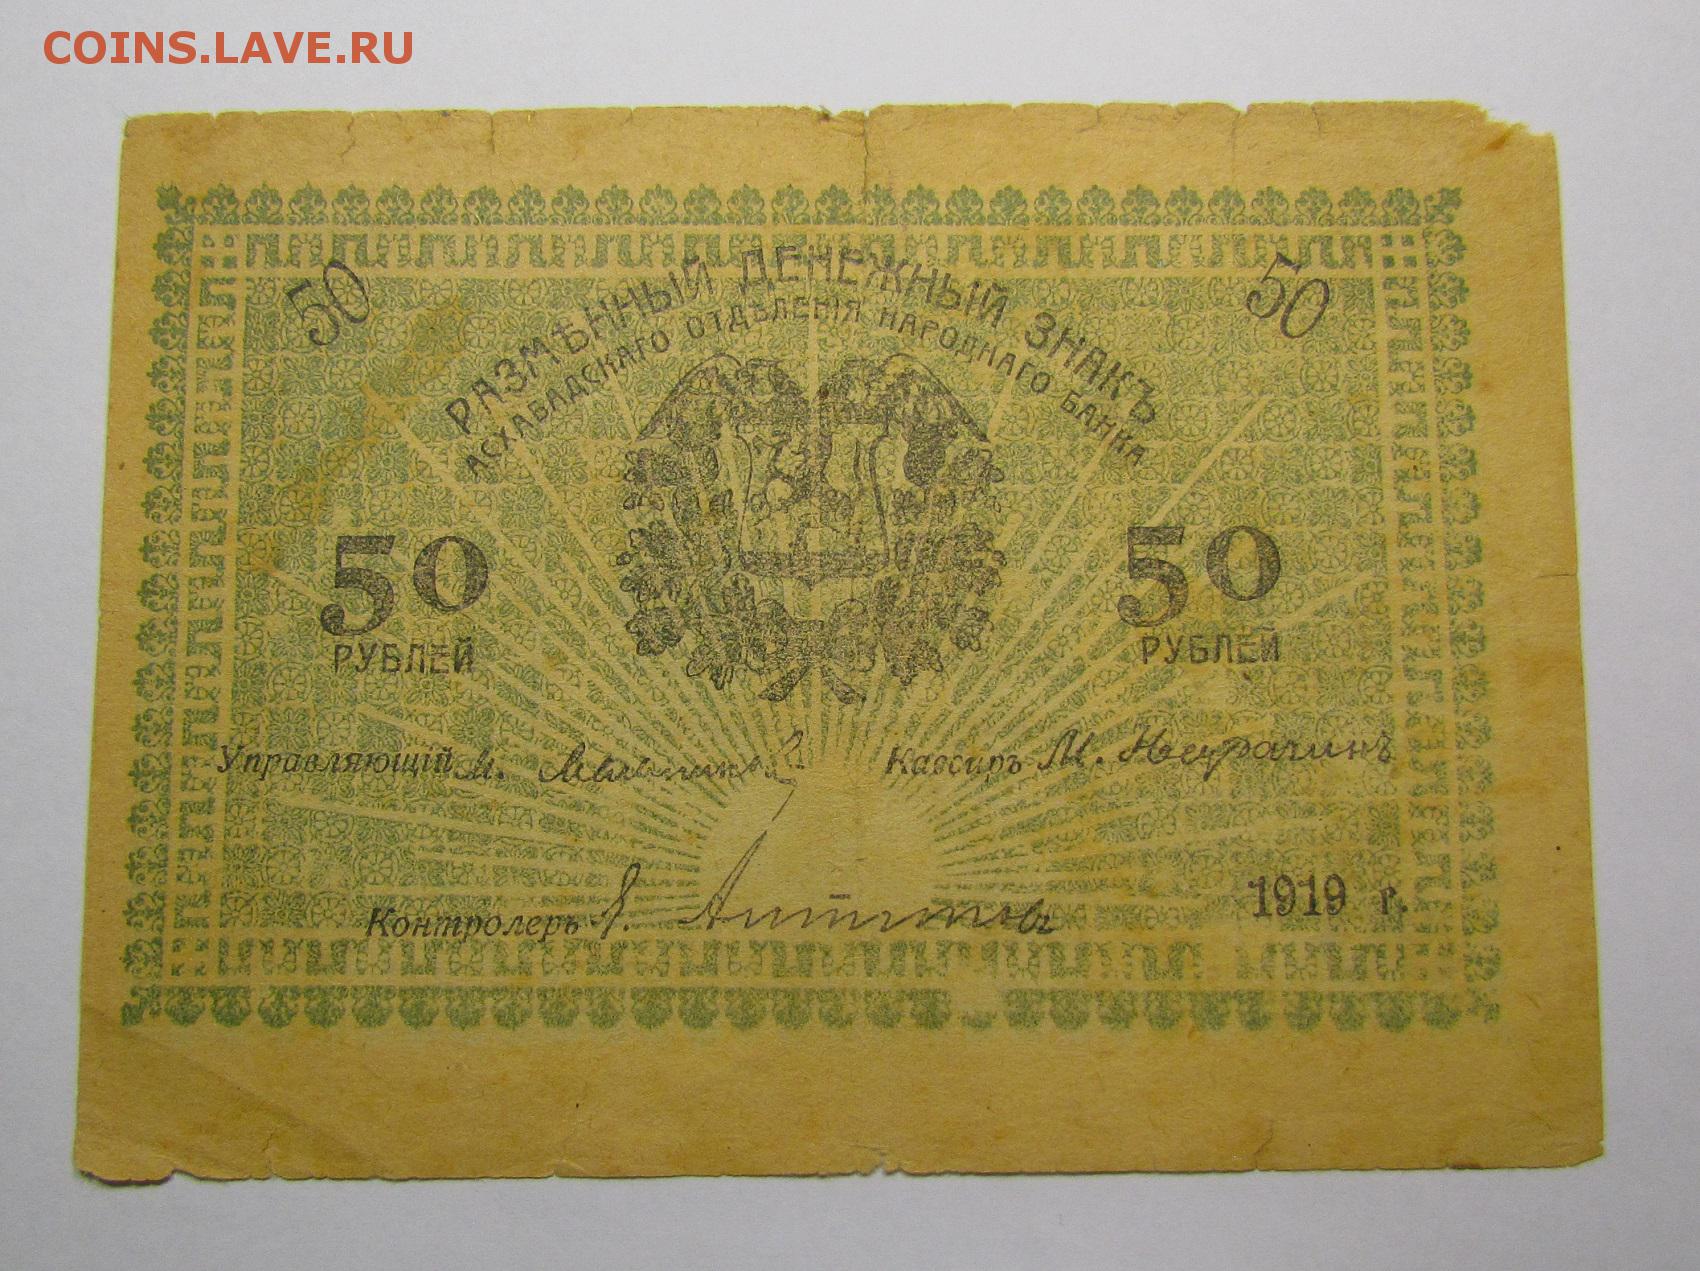 COINS.LAVE.RU
50 50
РАЗМѢННЫЙ ДЕНЕЖНЫЙ ЗНАКЪ
АСХАБАДСКАГО ОТДѢЛЕНІЯ НАРОДНАГО БАНКА
50 50
РУБЛЕЙ РУБЛЕЙ
Управляющій М. Кассиръ М.
Контролеръ
1919 г.